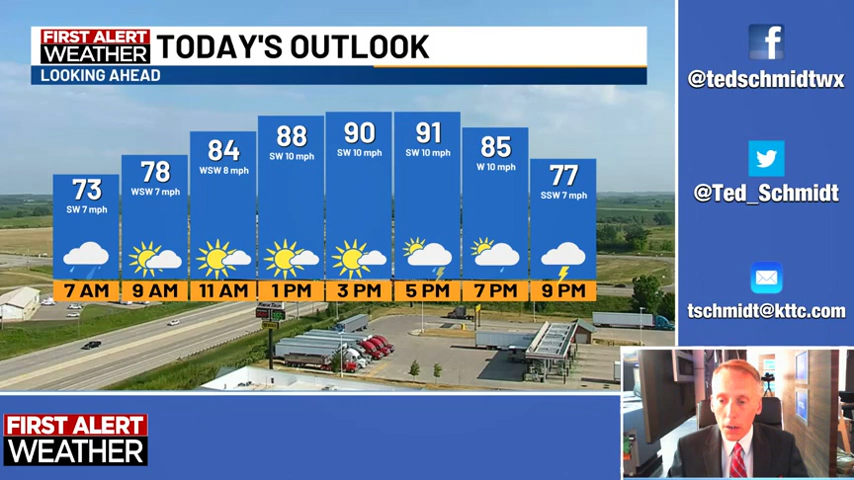 FIRST ALERT
WEATHER
TODAY'S OUTLOOK
LOOKING AHEAD
73
SW 7 mph
7 AM
78
WSW 7 mph
9 AM
84
WSW 8 mph
11 AM
88
SW 10 mph
1 PM
90
SW 10 mph
3 PM
91
SW 10 mph
5 PM
85
W 10 mph
7 PM
77
SSW 7 mph
9 PM
@tedschmidtwx
@Ted_Schmidt
tschmidt@kttc.com
FIRST ALERT
WEATHER